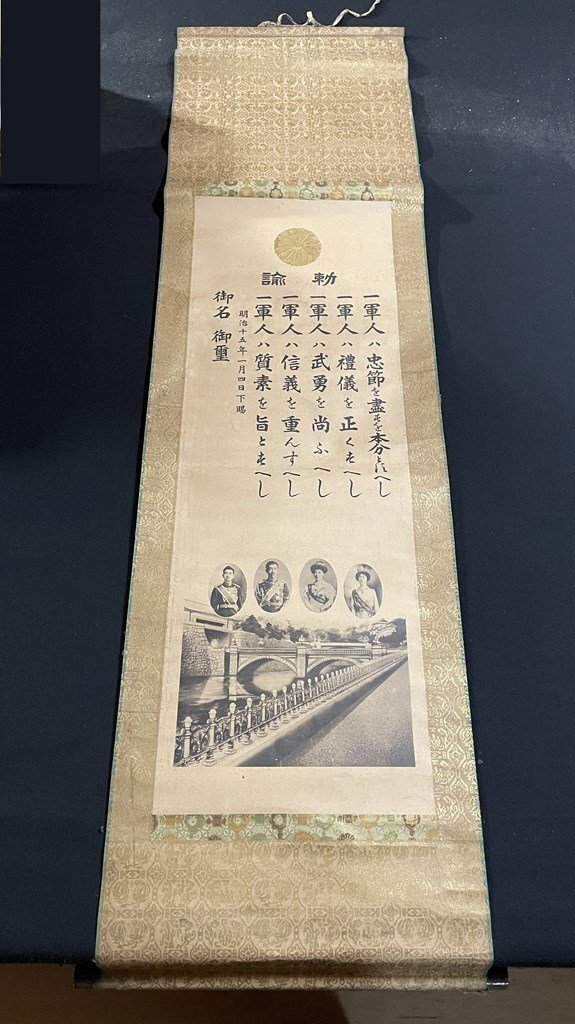 勅諭
一軍人ハ忠節を盡すを本分とすへし
一軍人ハ禮儀を正くすへし
一軍人ハ武勇を尚ふへし
一軍人ハ信義を重んすへし
一軍人ハ質素を旨とすへし
明治十五年一月四日下賜
御名 御璽